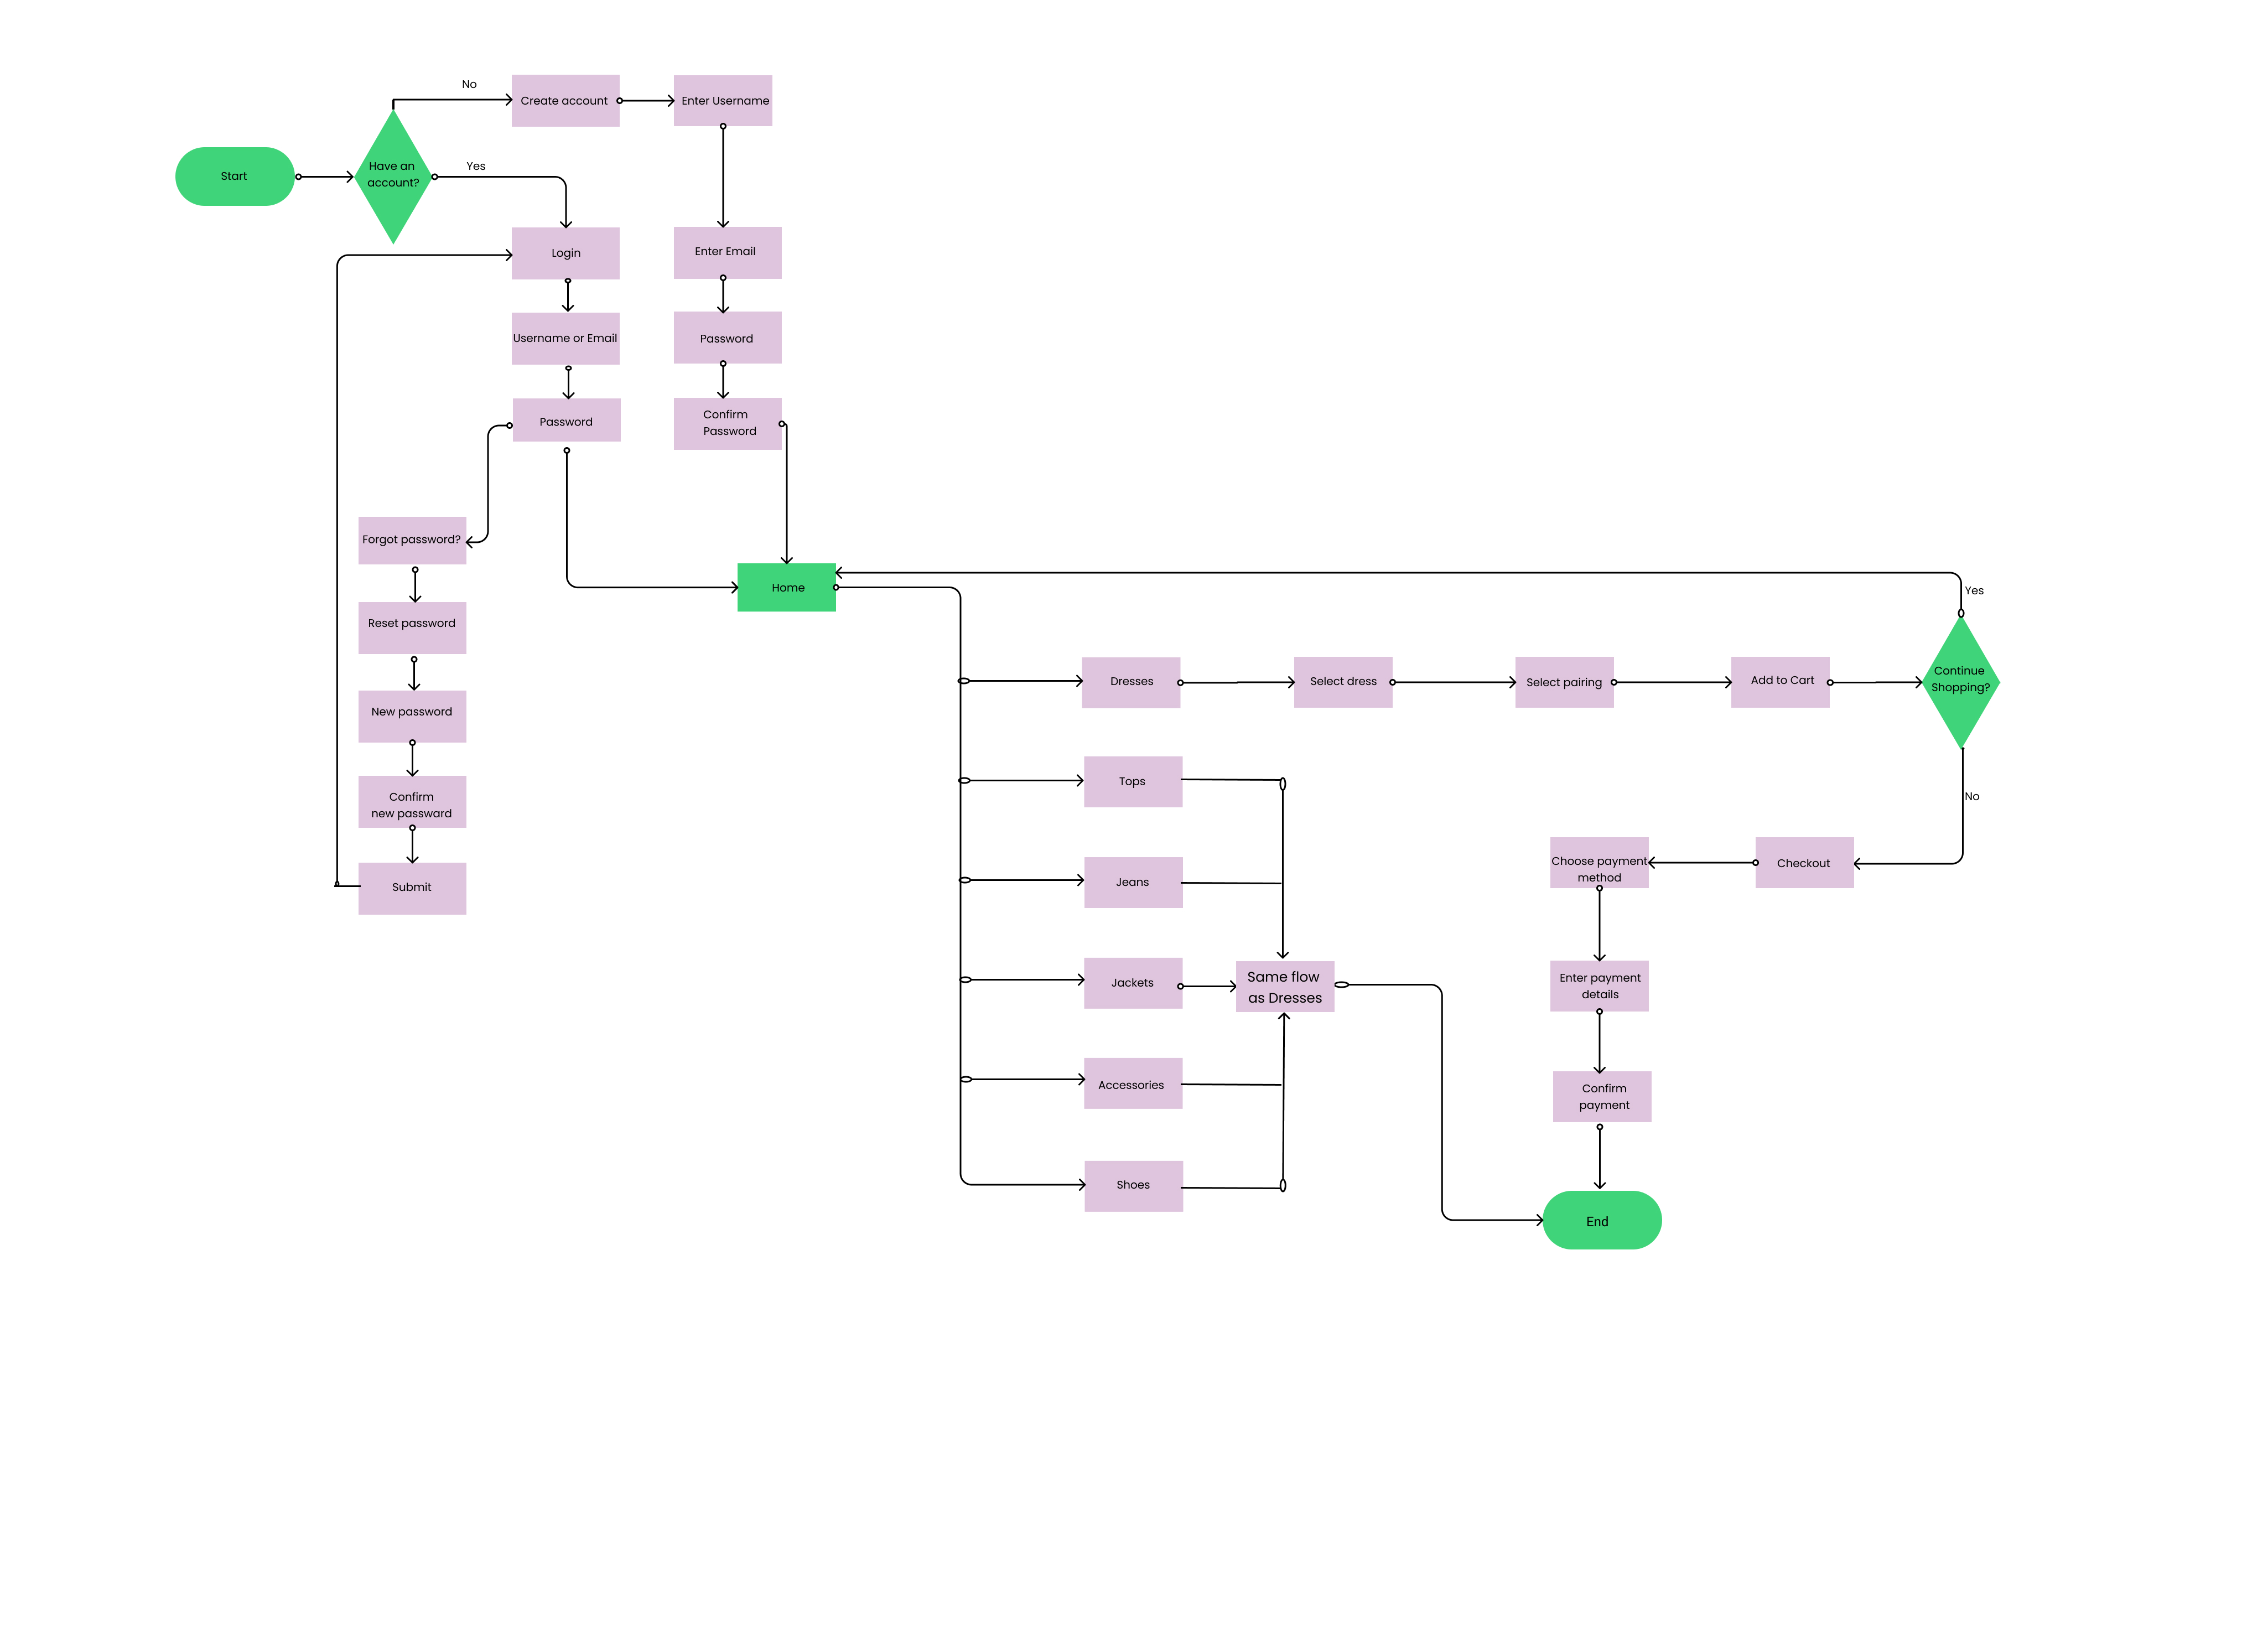 No
Create account
Enter Username
Start
Have an
account?
Yes
Login
Enter Email
Username or Email
Password
Password
Confirm
Password
Forgot password?
Reset password
New password
Confirm
new passward
Submit
Home
Yes
Dresses
Select dress
Select pairing
Add to Cart
Continue
Shopping?
No
Tops
Jeans
Jackets
Accessories
Shoes
Same flow
as Dresses
Checkout
Choose payment
method
Enter payment
details
Confirm
payment
End